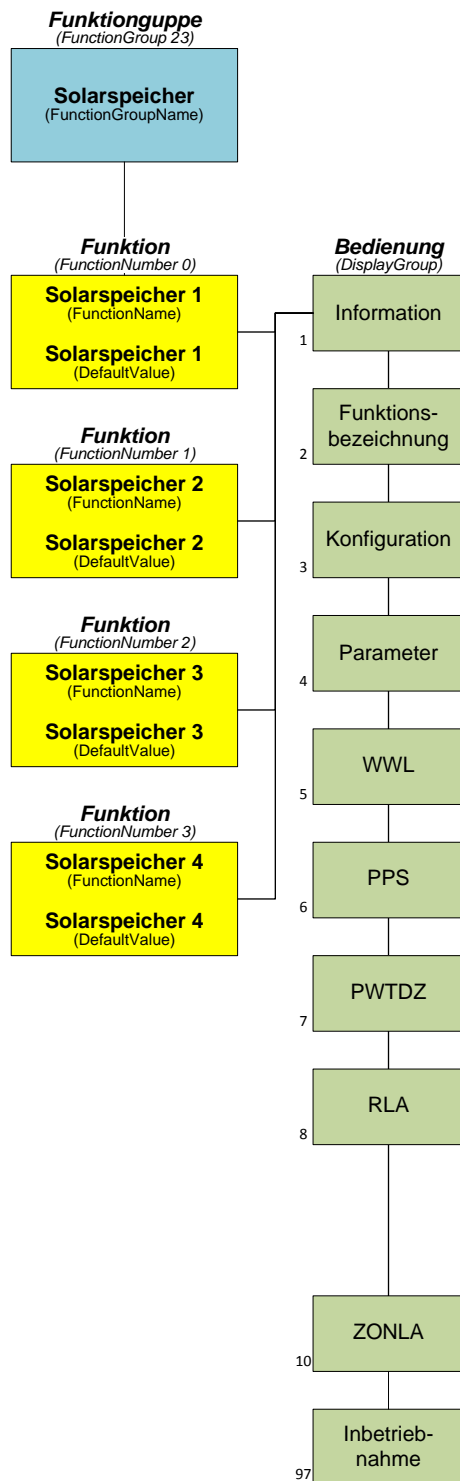 Funktionguppe
(FunctionGroup 23)
Solarspeicher
(FunctionGroupName)
Funktion
(FunctionNumber 0)
Solarspeicher 1
(FunctionName)
Solarspeicher 1
(DefaultValue)
Funktion
(FunctionNumber 1)
Solarspeicher 2
(FunctionName)
Solarspeicher 2
(DefaultValue)
Funktion
(FunctionNumber 2)
Solarspeicher 3
(FunctionName)
Solarspeicher 3
(DefaultValue)
Funktion
(FunctionNumber 3)
Solarspeicher 4
(FunctionName)
Solarspeicher 4
(DefaultValue)
Bedienung
(DisplayGroup)
Information
1
Funktions-
bezeichnung
2
Konfiguration
3
Parameter
4
WWL
5
PPS
6
PWTDZ
7
RLA
8
ZONLA
10
Inbetrieb-
nahme
97